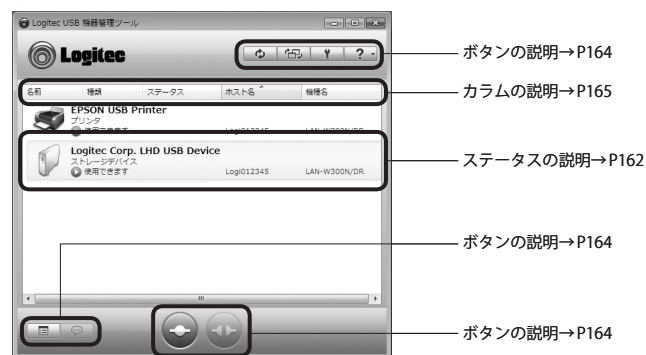 Logitec USB 機器管理ツール
Logitec
?
ボタンの説明→P164
名前 種類 ステータス ホスト名 機種名
カラムの説明→P165
EPSON USB Printer
プリンタ
使用できます Logi012345 LAN-W300N/DR
Logitec Corp. LHD USB Device
ストレージデバイス
使用できます Logi012345 LAN-W300N/DR
ステータスの説明→P162
ボタンの説明→P164
ボタンの説明→P164